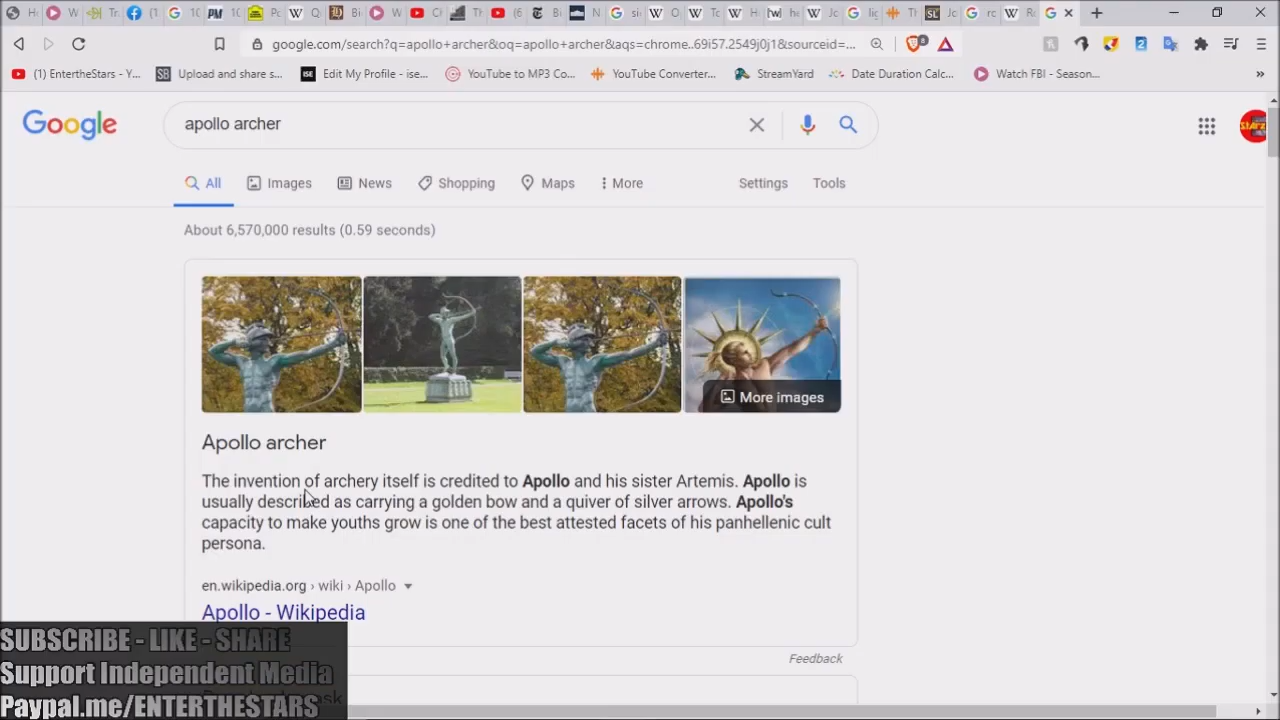 google.com/search?q=apollo+archer&oq=apollo+archer&aqs=chrome..69i57.2549j0j1&sourceid=...
(1) EntertheStars - Y...
Upload and share s...
Edit My Profile - ise...
YouTube to MP3 Co...
YouTube Converter...
StreamYard
Date Duration Calc...
Watch FBI - Season...
Google
apollo archer
All
Images
News
Shopping
Maps
More
Settings
Tools
About 6,570,000 results (0.59 seconds)
More images
Apollo archer
The invention of archery itself is credited to Apollo and his sister Artemis. Apollo is
usually described as carrying a golden bow and a quiver of silver arrows. Apollo's
capacity to make youths grow is one of the best attested facets of his panhellenic cult
persona.
en.wikipedia.org › wiki › Apollo
Apollo - Wikipedia
Feedback
SUBSCRIBE - LIKE - SHARE
Support Independent Media
Paypal.me/ENTERTHESTARS